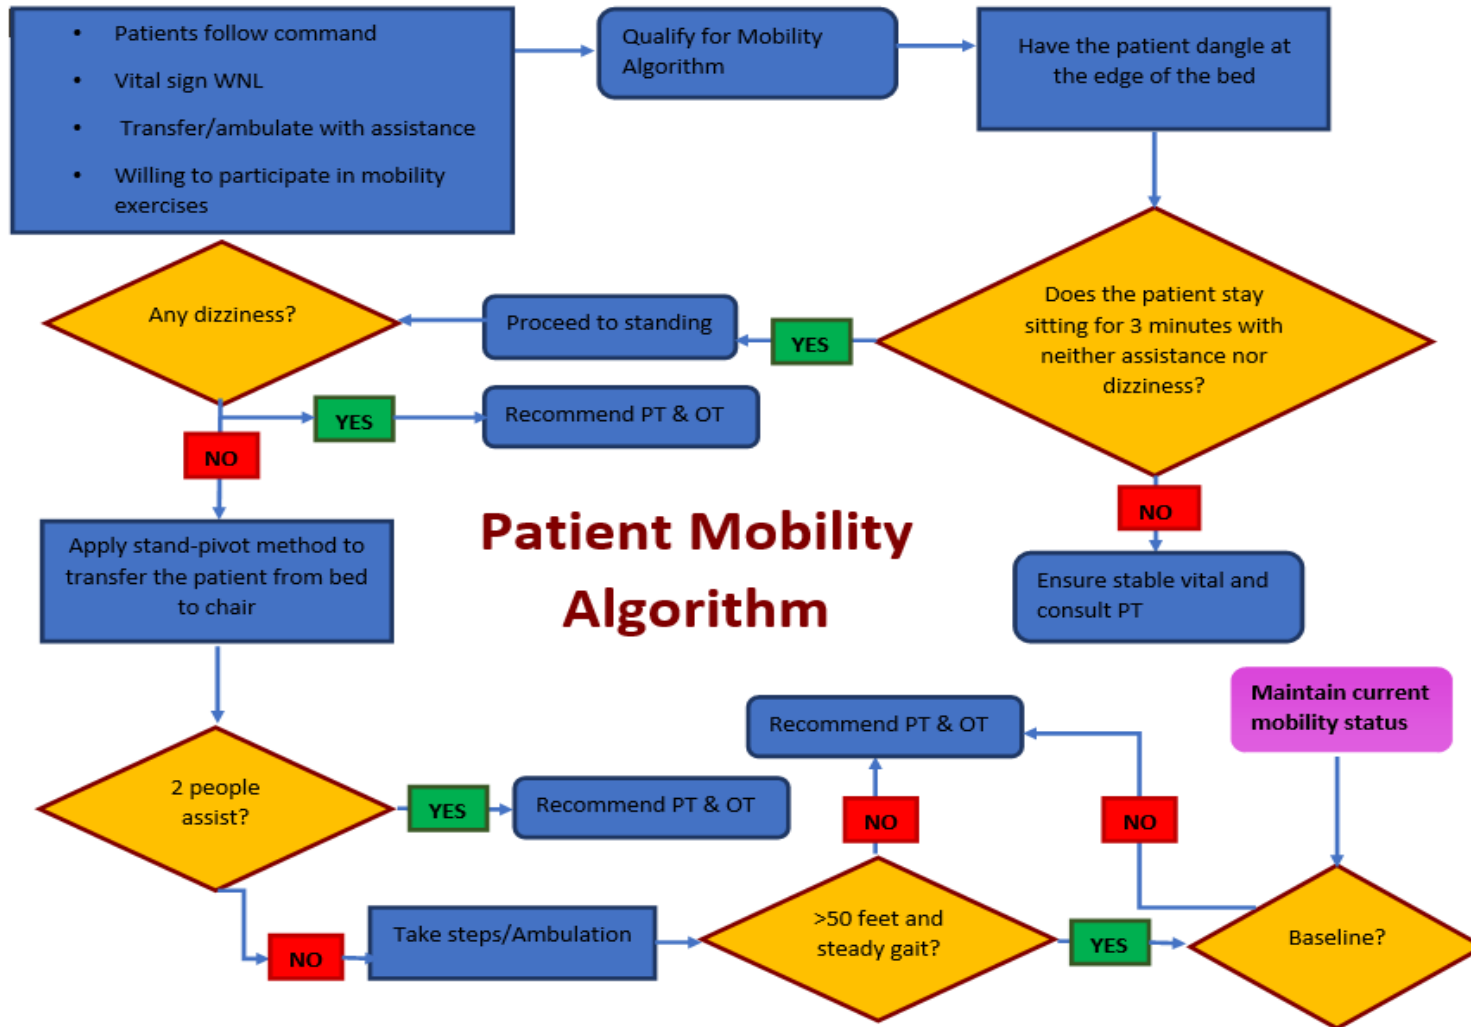 • Patients follow command
• Vital sign WNL
• Transfer/ambulate with assistance
• Willing to participate in mobility
exercises
Qualify for Mobility
Algorithm
Have the patient dangle at
the edge of the bed
Does the patient stay
sitting for 3 minutes with
neither assistance nor
dizziness?
YES
Proceed to standing
Any dizziness?
YES
Recommend PT & OT
NO
NO
Ensure stable vital and
consult PT
Patient Mobility
Algorithm
Apply stand-pivot method to
transfer the patient from bed
to chair
2 people
assist?
YES
Recommend PT & OT
NO
Take steps/Ambulation
>50 feet and
steady gait?
NO
Recommend PT & OT
YES
Baseline?
NO
Maintain current
mobility status